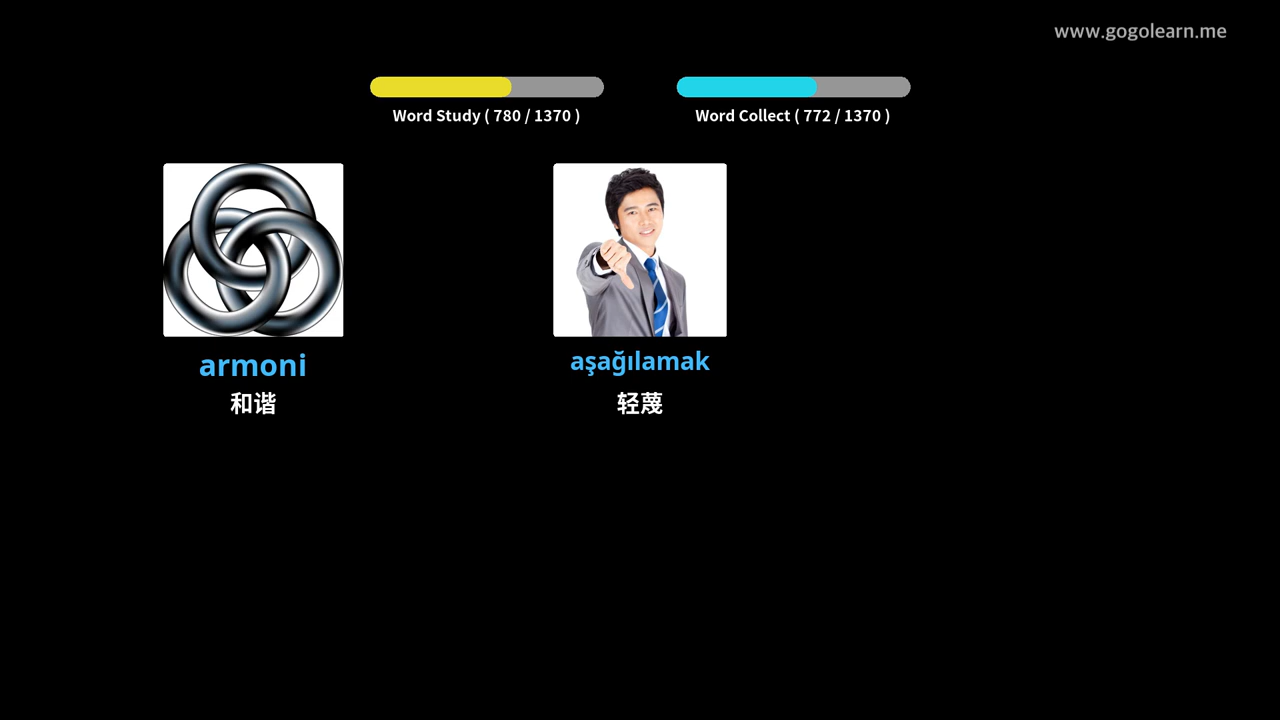 www.gogolearn.me
Word Study ( 780 / 1370 )
Word Collect ( 772 / 1370 )
armoni
和谐
aşağılamak
轻蔑